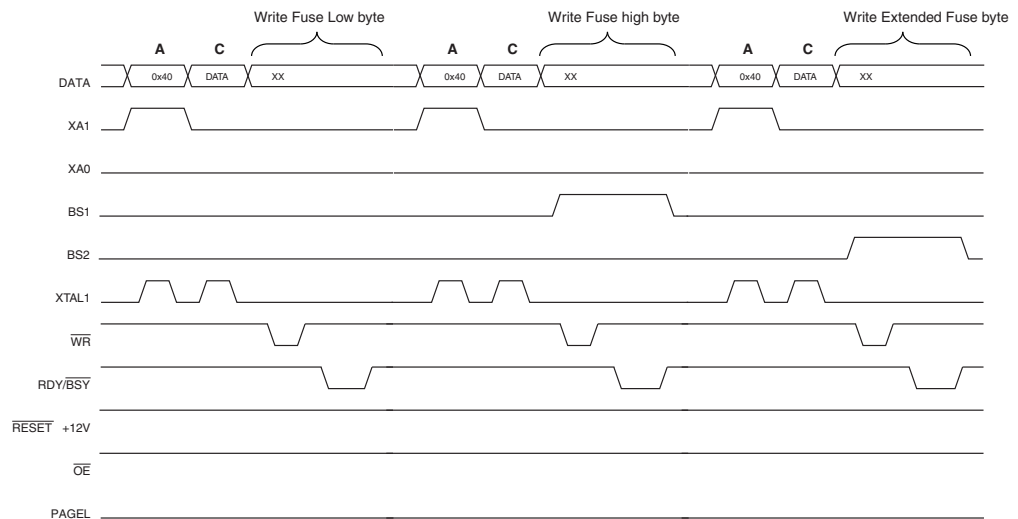 Write Fuse Low byte Write Fuse high byte Write Extended Fuse byte
A C A C A C
DATA 0x40 DATA XX 0x40 DATA XX 0x40 DATA XX
XA1
XA0
BS1
BS2
XTAL1
WR
RDY/BSY
RESET +12V
OE
PAGEL